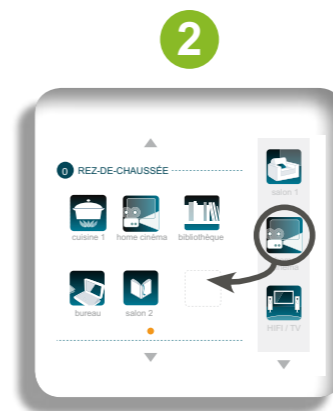 2
0 REZ-DE-CHAUSSÉE
cuisine 1 home cinéma bibliothèque
bureau salon 2
salon 1
HIFI / TV